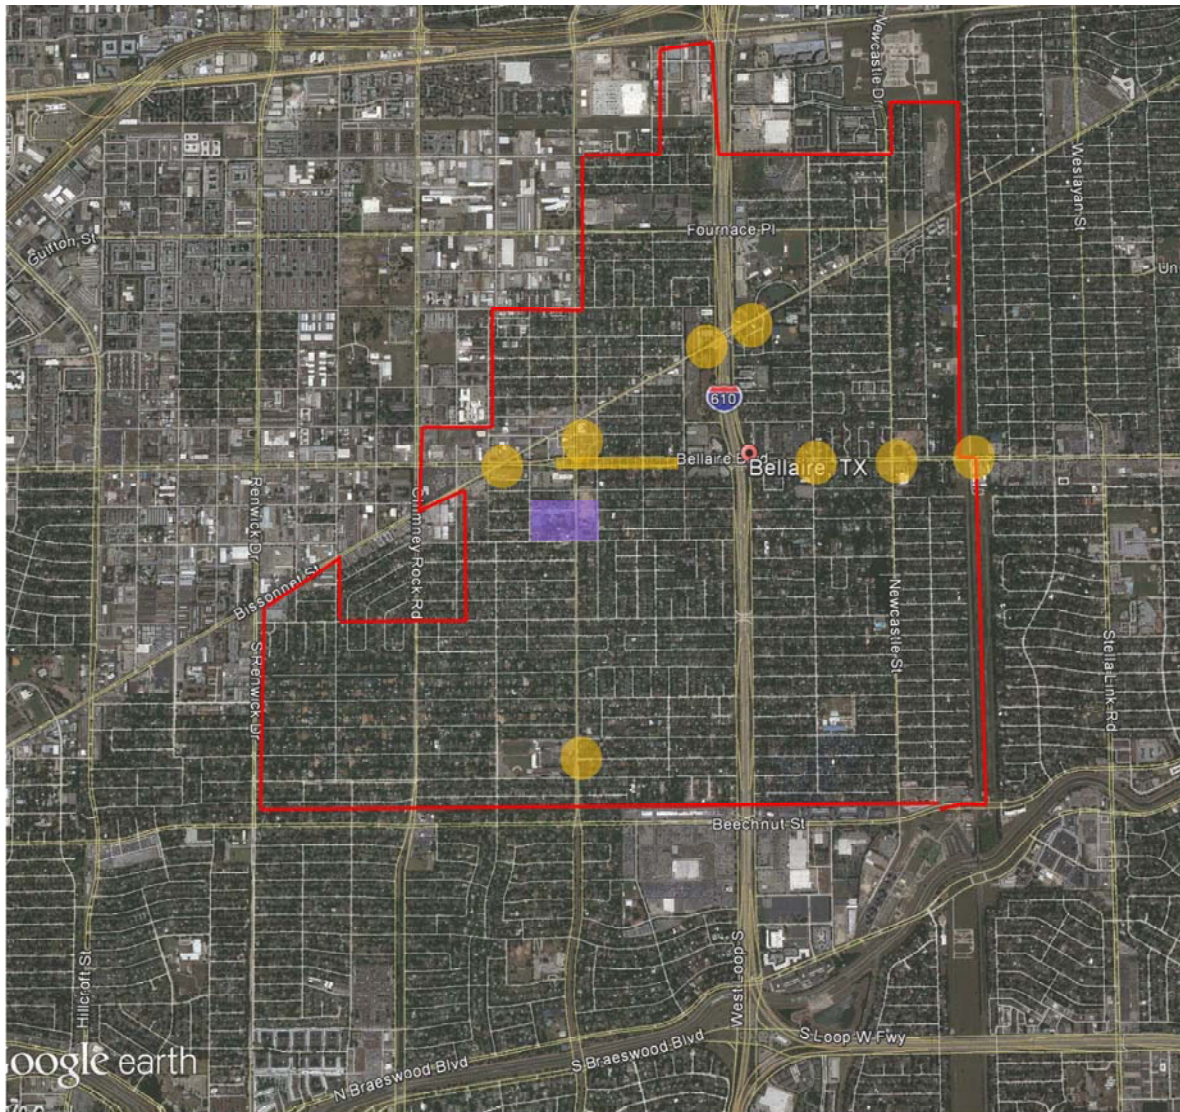 Newcastle Dr
Weslayan St
Gulfton St
Fournace Pl
Un
610
Bellaire B
Bellaire, TX
Renwick Dr
Chimney Rock Rd
Bissonnet St
S Renwick Dr
Newcastle St
Stella Link Rd
Beechnut St
Hillcroft St
West Loop S
S Loop W Fwy
S Braeswood Blvd
N Braeswood Blvd
oogle earth